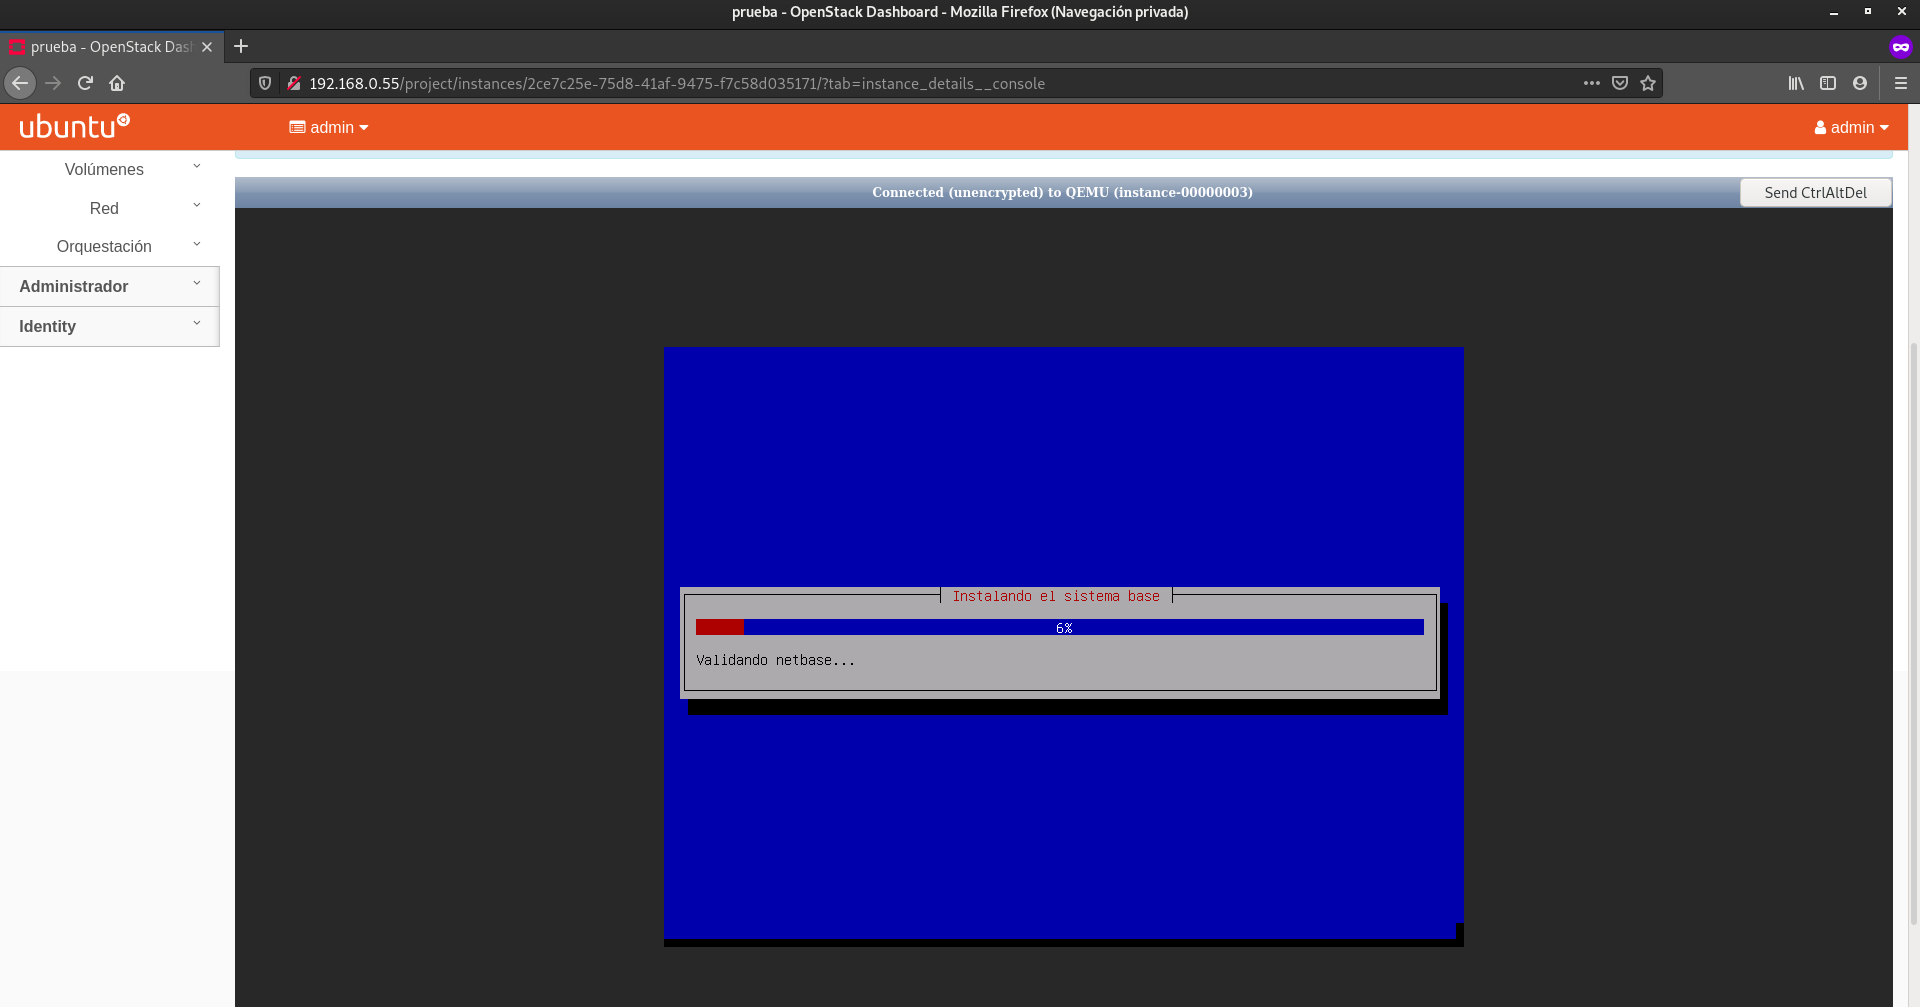 prueba - OpenStack Dashboard - Mozilla Firefox (Navegación privada)
prueba - OpenStack Das
192.168.0.55/project/instances/2ce7c25e-75d8-41af-9475-f7c58d035171/?tab=instance_details__console
ubuntu
admin
admin
Volúmenes
Red
Orquestación
Administrador
Identity
Connected (unencrypted) to QEMU (instance-00000003)
Send CtrlAltDel
Instalando el sistema base
6%
Validando netbase...